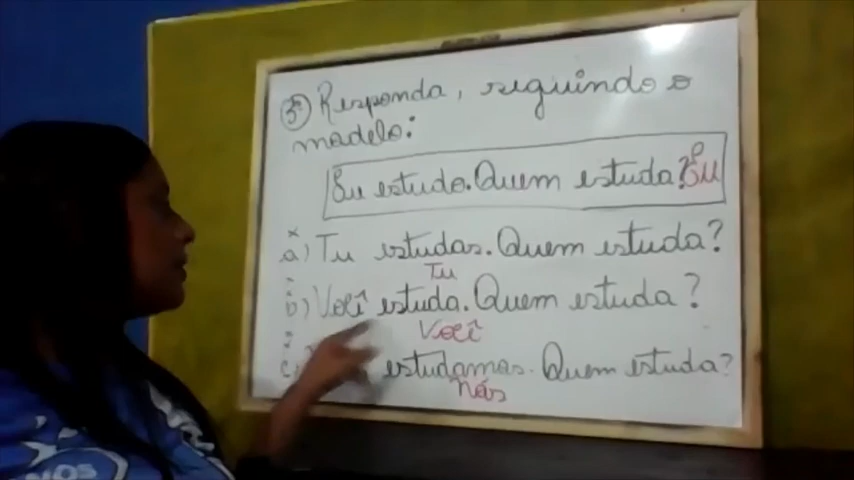 3ª Responda, seguindo o
modelo:
Eu estudo. Quem estuda? Eu
a) Tu estudas. Quem estuda?
Tu
b) Você estuda. Quem estuda?
Você
c) estudamos. Quem estuda?
Nós
NOS